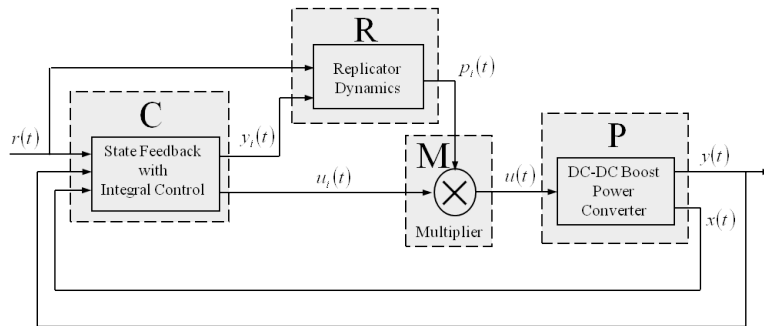 R
Replicator
Dynamics
p_i(t)
C
r(t)
State Feedback
with
Integral Control
y_i(t)
u_i(t)
M
Multiplier
u(t)
P
DC-DC Boost
Power
Converter
y(t)
x(t)